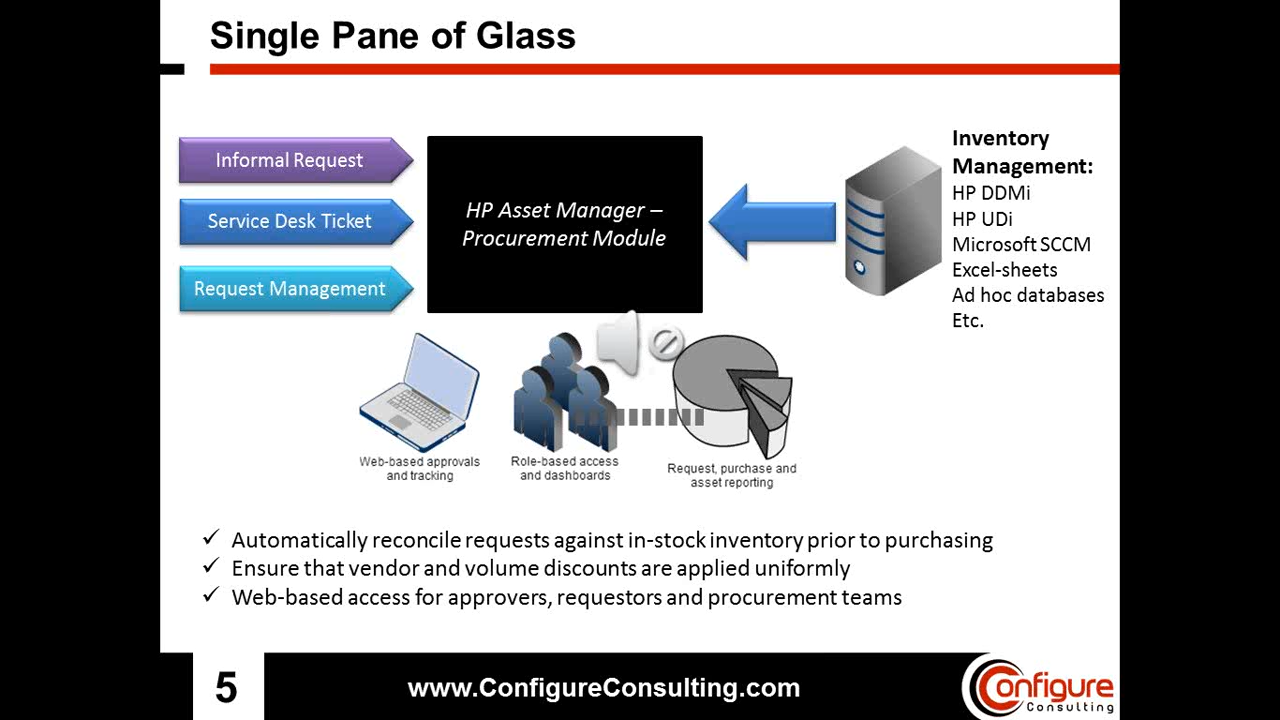 Single Pane of Glass
Informal Request
Service Desk Ticket
Request Management
HP Asset Manager –
Procurement Module
Inventory
Management:
HP DDMi
HP UDi
Microsoft SCCM
Excel-sheets
Ad hoc databases
Etc.
Web-based approvals
and tracking
Role-based access
and dashboards
Request, purchase and
asset reporting
✓ Automatically reconcile requests against in-stock inventory prior to purchasing
✓ Ensure that vendor and volume discounts are applied uniformly
✓ Web-based access for approvers, requestors and procurement teams
5
www.ConfigureConsulting.com
Configure
Consulting